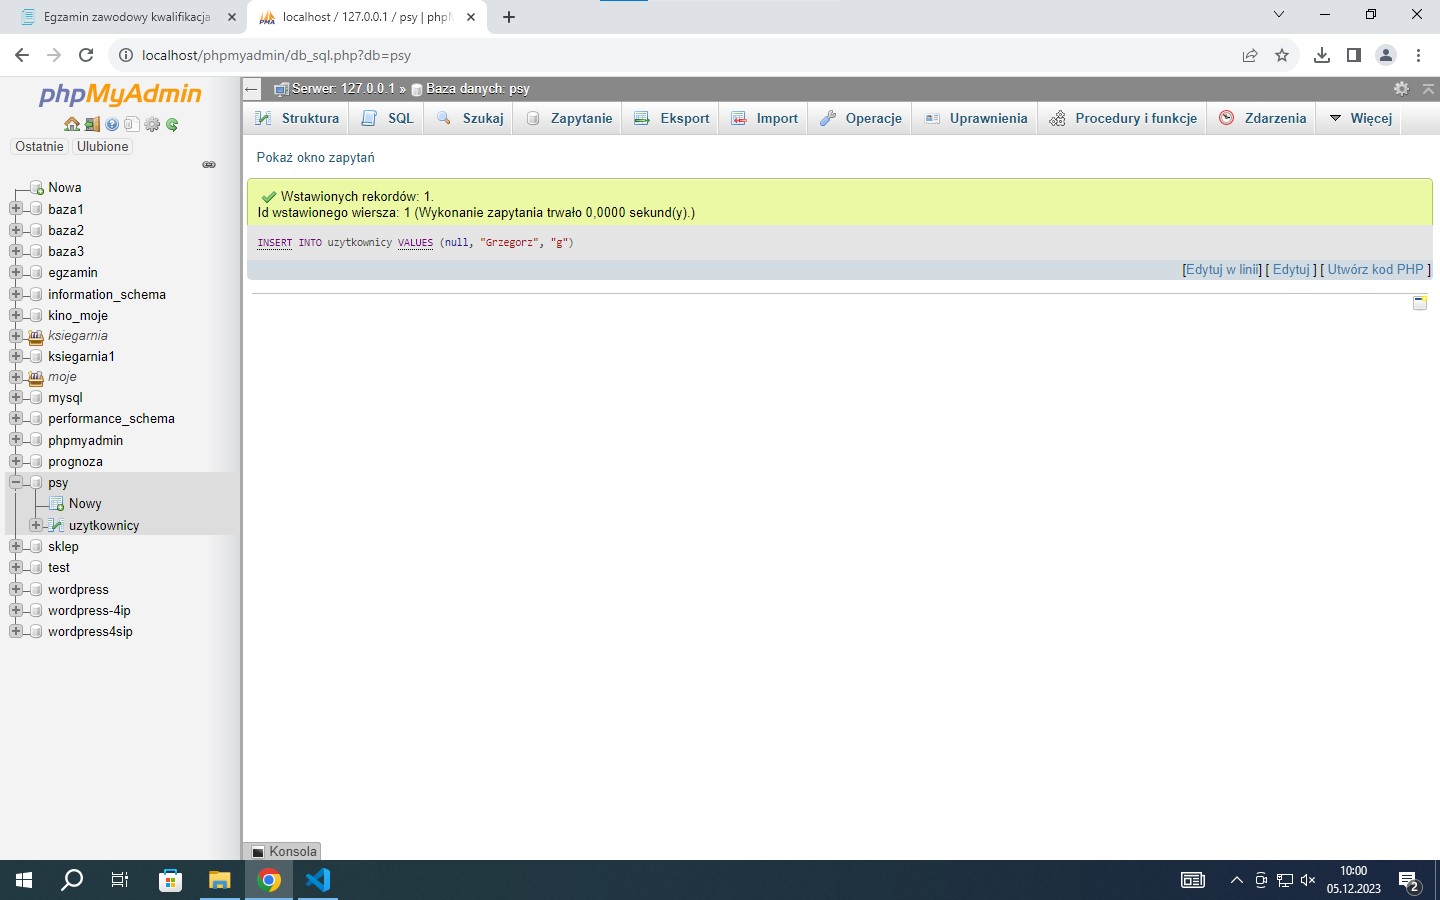 Egzamin zawodowy kwalifikacja
localhost / 127.0.0.1 / psy | phpM
localhost/phpmyadmin/db_sql.php?db=psy
phpMyAdmin
Ostatnie
Ulubione
Nowa
baza1
baza2
baza3
egzamin
information_schema
kino_moje
ksiegarnia
ksiegarnia1
moje
mysql
performance_schema
phpmyadmin
prognoza
psy
Nowy
uzytkownicy
sklep
test
wordpress
wordpress-4ip
wordpress4sip
Serwer: 127.0.0.1 » Baza danych: psy
Struktura SQL Szukaj Zapytanie Eksport Import Operacje Uprawnienia Procedury i funkcje Zdarzenia Więcej
Pokaż okno zapytań
Wstawionych rekordów: 1.
Id wstawionego wiersza: 1 (Wykonanie zapytania trwało 0,0000 sekund(y).)
INSERT INTO uzytkownicy VALUES (null, "Grzegorz", "g")
[Edytuj w linii] [ Edytuj ] [ Utwórz kod PHP ]
Konsola
10:00
05.12.2023
2